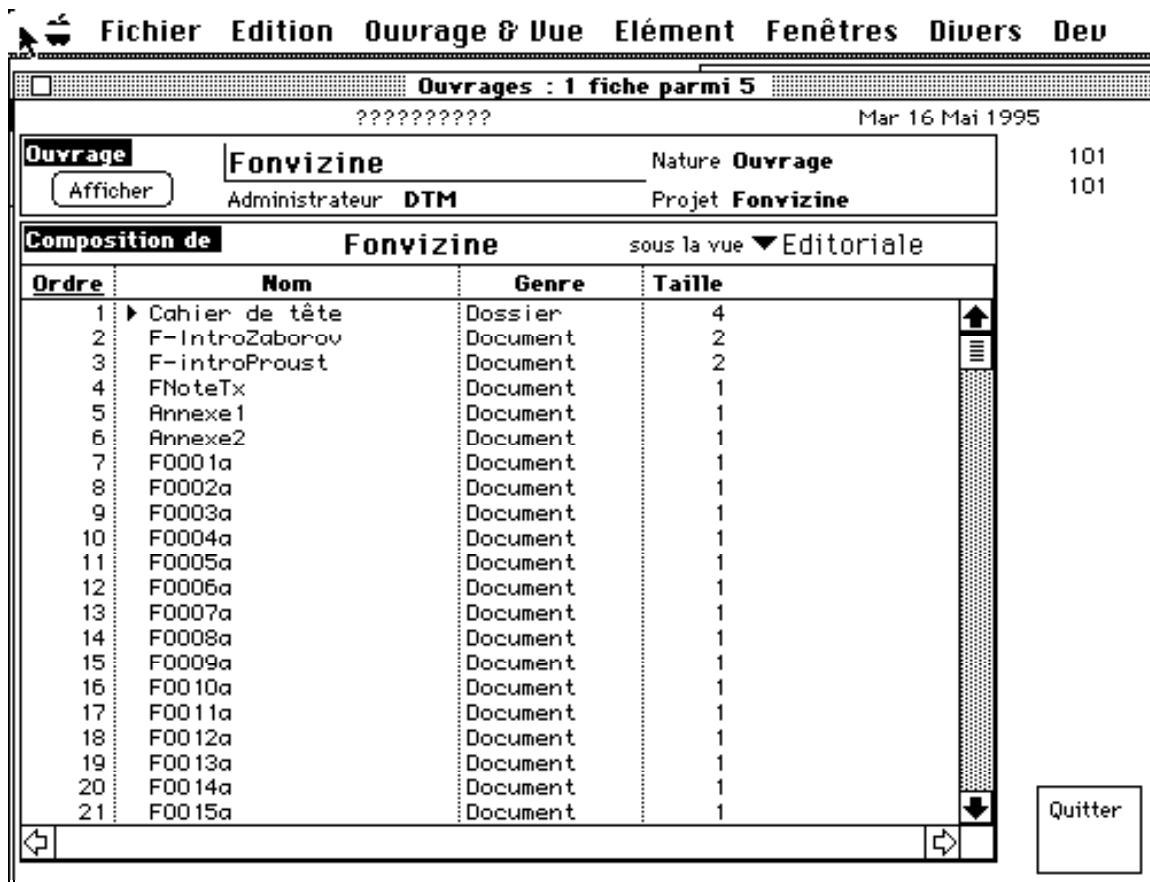 Fichier Edition Ouvrage & Vue Elément Fenêtres Divers Dev
Ouvrages : 1 fiche parmi 5
?????????? Mar 16 Mai 1995
Ouvrage Fonvizine Nature Ouvrage 101
Afficher Administrateur DTM Projet Fonvizine 101
Composition de Fonvizine sous la vue Editoriale
Ordre Nom Genre Taille
1 Cahier de tête Dossier 4
2 F-IntroZaborov Document 2
3 F-introProust Document 2
4 FNoteTx Document 1
5 Annexe1 Document 1
6 Annexe2 Document 1
7 F0001a Document 1
8 F0002a Document 1
9 F0003a Document 1
10 F0004a Document 1
11 F0005a Document 1
12 F0006a Document 1
13 F0007a Document 1
14 F0008a Document 1
15 F0009a Document 1
16 F0010a Document 1
17 F0011a Document 1
18 F0012a Document 1
19 F0013a Document 1
20 F0014a Document 1
21 F0015a Document 1
Quitter